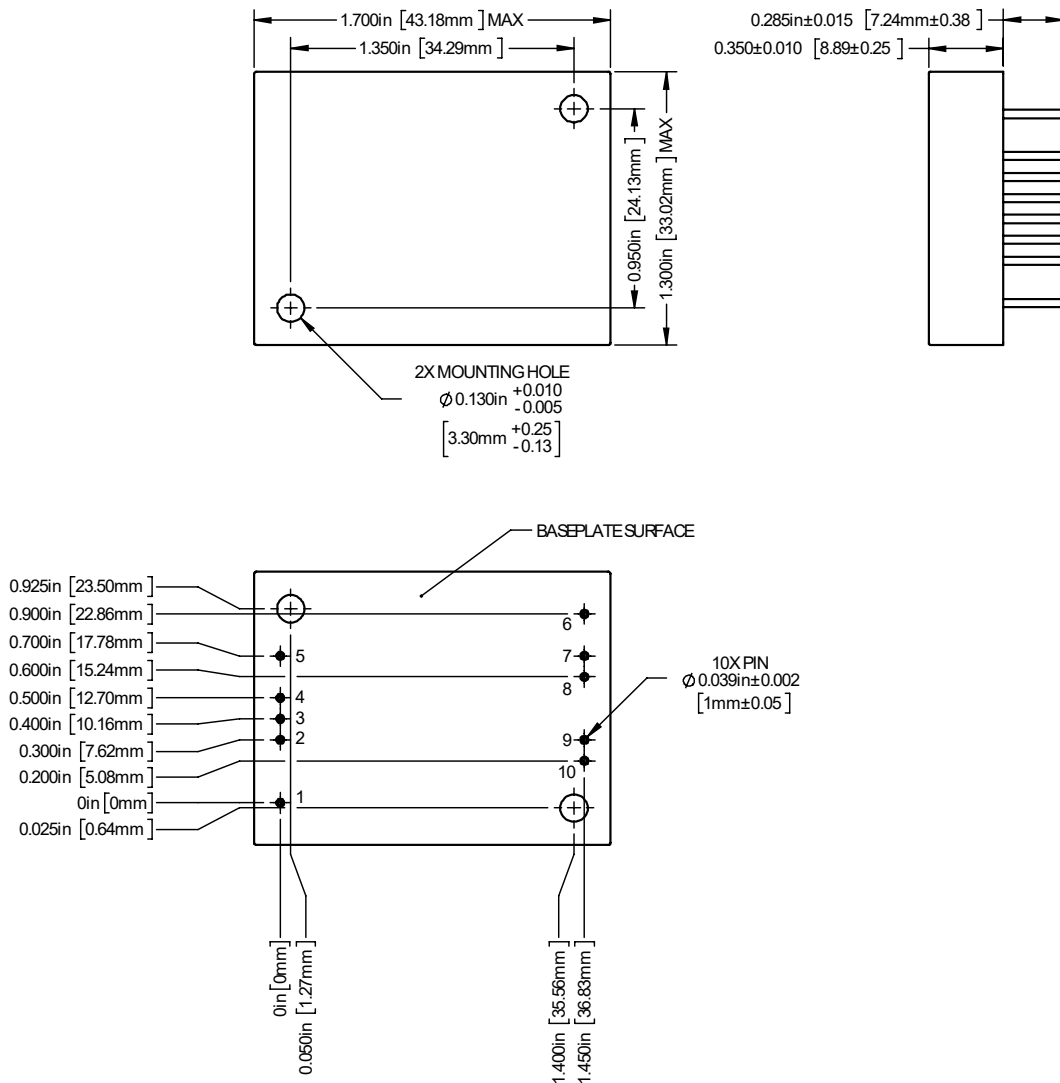 1.700in [43.18mm] MAX
1.350in [34.29mm]
0.285in±0.015 [7.24mm±0.38]
0.350±0.010 [8.89±0.25]
0.950in [24.13mm]
1.300in [33.02mm] MAX
2X MOUNTING HOLE
Ø 0.130in +0.010
-0.005
[3.30mm +0.25
-0.13]
BASEPLATE SURFACE
0.925in [23.50mm]
0.900in [22.86mm]
0.700in [17.78mm]
0.600in [15.24mm]
0.500in [12.70mm]
0.400in [10.16mm]
0.300in [7.62mm]
0.200in [5.08mm]
0in [0mm]
0.025in [0.64mm]
5
4
3
2
1
6
7
8
9
10
10X PIN
Ø 0.039in±0.002
[1mm±0.05]
0in [0mm]
0.050in [1.27mm]
1.400in [35.56mm]
1.450in [36.83mm]